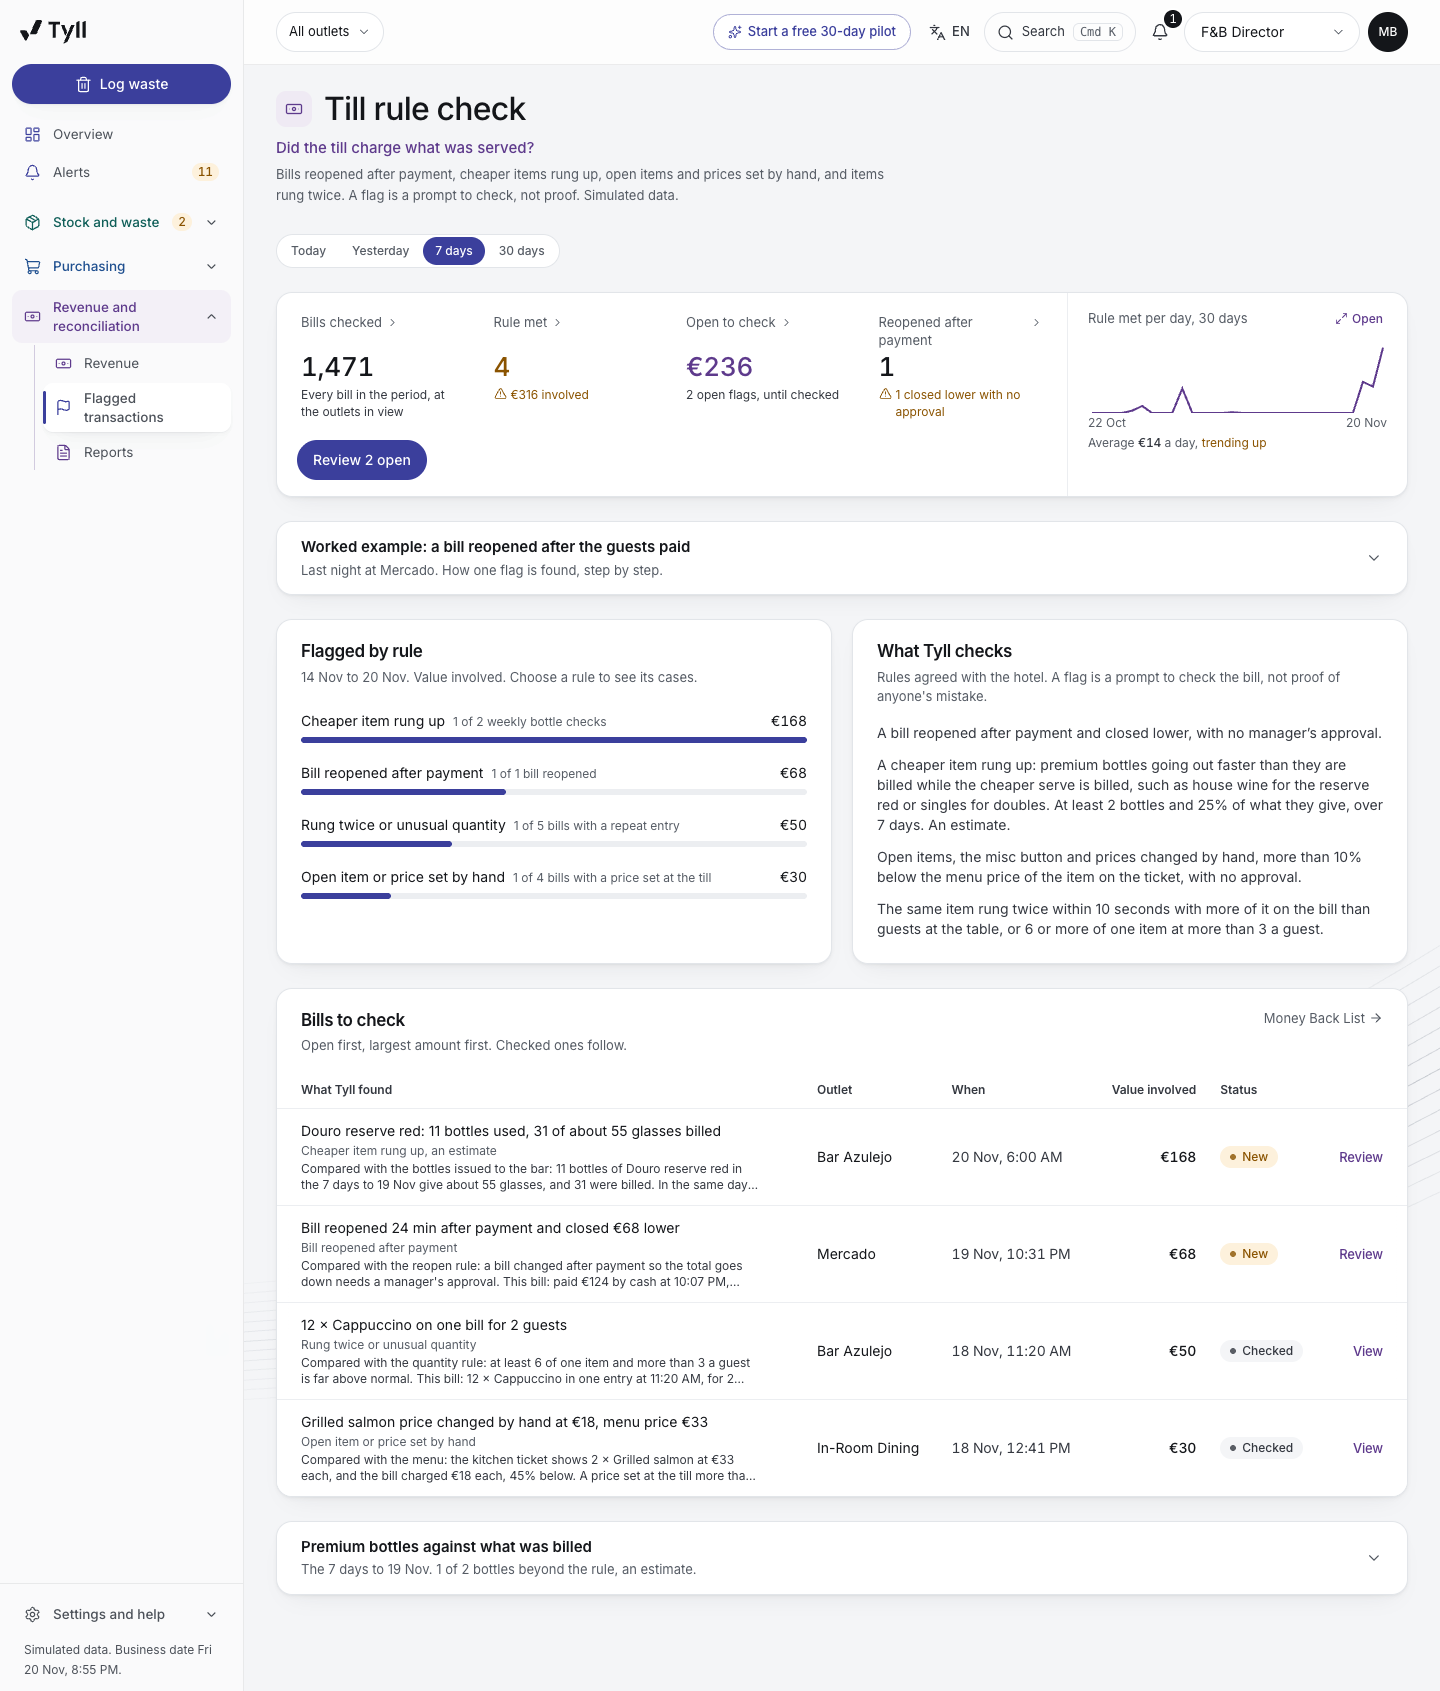 Tyll
Log waste
Overview
Alerts 11
Stock and waste 2
Purchasing
Revenue and
reconciliation
Revenue
Flagged
transactions
Reports
Settings and help
Simulated data. Business date Fri
20 Nov, 8:55 PM.
All outlets
Start a free 30-day pilot
EN
Search Cmd K
1
F&B Director
MB
Till rule check
Did the till charge what was served?
Bills reopened after payment, cheaper items rung up, open items and prices set by hand, and items
rung twice. A flag is a prompt to check, not proof. Simulated data.
Today Yesterday 7 days 30 days
Bills checked
1,471
Every bill in the period, at
the outlets in view
Rule met
4
€316 involved
Open to check
€236
2 open flags, until checked
Reopened after
payment
1
1 closed lower with no
approval
Review 2 open
Rule met per day, 30 days
Open
22 Oct 20 Nov
Average €14 a day, trending up
Worked example: a bill reopened after the guests paid
Last night at Mercado. How one flag is found, step by step.
Flagged by rule
14 Nov to 20 Nov. Value involved. Choose a rule to see its cases.
Cheaper item rung up 1 of 2 weekly bottle checks €168
Bill reopened after payment 1 of 1 bill reopened €68
Rung twice or unusual quantity 1 of 5 bills with a repeat entry €50
Open item or price set by hand 1 of 4 bills with a price set at the till €30
What Tyll checks
Rules agreed with the hotel. A flag is a prompt to check the bill, not proof of
anyone's mistake.
A bill reopened after payment and closed lower, with no manager’s approval.
A cheaper item rung up: premium bottles going out faster than they are
billed while the cheaper serve is billed, such as house wine for the reserve
red or singles for doubles. At least 2 bottles and 25% of what they give, over
7 days. An estimate.
Open items, the misc button and prices changed by hand, more than 10%
below the menu price of the item on the ticket, with no approval.
The same item rung twice within 10 seconds with more of it on the bill than
guests at the table, or 6 or more of one item at more than 3 a guest.
Bills to check
Money Back List
Open first, largest amount first. Checked ones follow.
What Tyll found Outlet When Value involved Status
Douro reserve red: 11 bottles used, 31 of about 55 glasses billed
Cheaper item rung up, an estimate
Compared with the bottles issued to the bar: 11 bottles of Douro reserve red in
the 7 days to 19 Nov give about 55 glasses, and 31 were billed. In the same day…
Bar Azulejo 20 Nov, 6:00 AM €168 New Review
Bill reopened 24 min after payment and closed €68 lower
Bill reopened after payment
Compared with the reopen rule: a bill changed after payment so the total goes
down needs a manager's approval. This bill: paid €124 by cash at 10:07 PM,…
Mercado 19 Nov, 10:31 PM €68 New Review
12 × Cappuccino on one bill for 2 guests
Rung twice or unusual quantity
Compared with the quantity rule: at least 6 of one item and more than 3 a guest
is far above normal. This bill: 12 × Cappuccino in one entry at 11:20 AM, for 2…
Bar Azulejo 18 Nov, 11:20 AM €50 Checked View
Grilled salmon price changed by hand at €18, menu price €33
Open item or price set by hand
Compared with the menu: the kitchen ticket shows 2 × Grilled salmon at €33
each, and the bill charged €18 each, 45% below. A price set at the till more tha…
In-Room Dining 18 Nov, 12:41 PM €30 Checked View
Premium bottles against what was billed
The 7 days to 19 Nov. 1 of 2 bottles beyond the rule, an estimate.